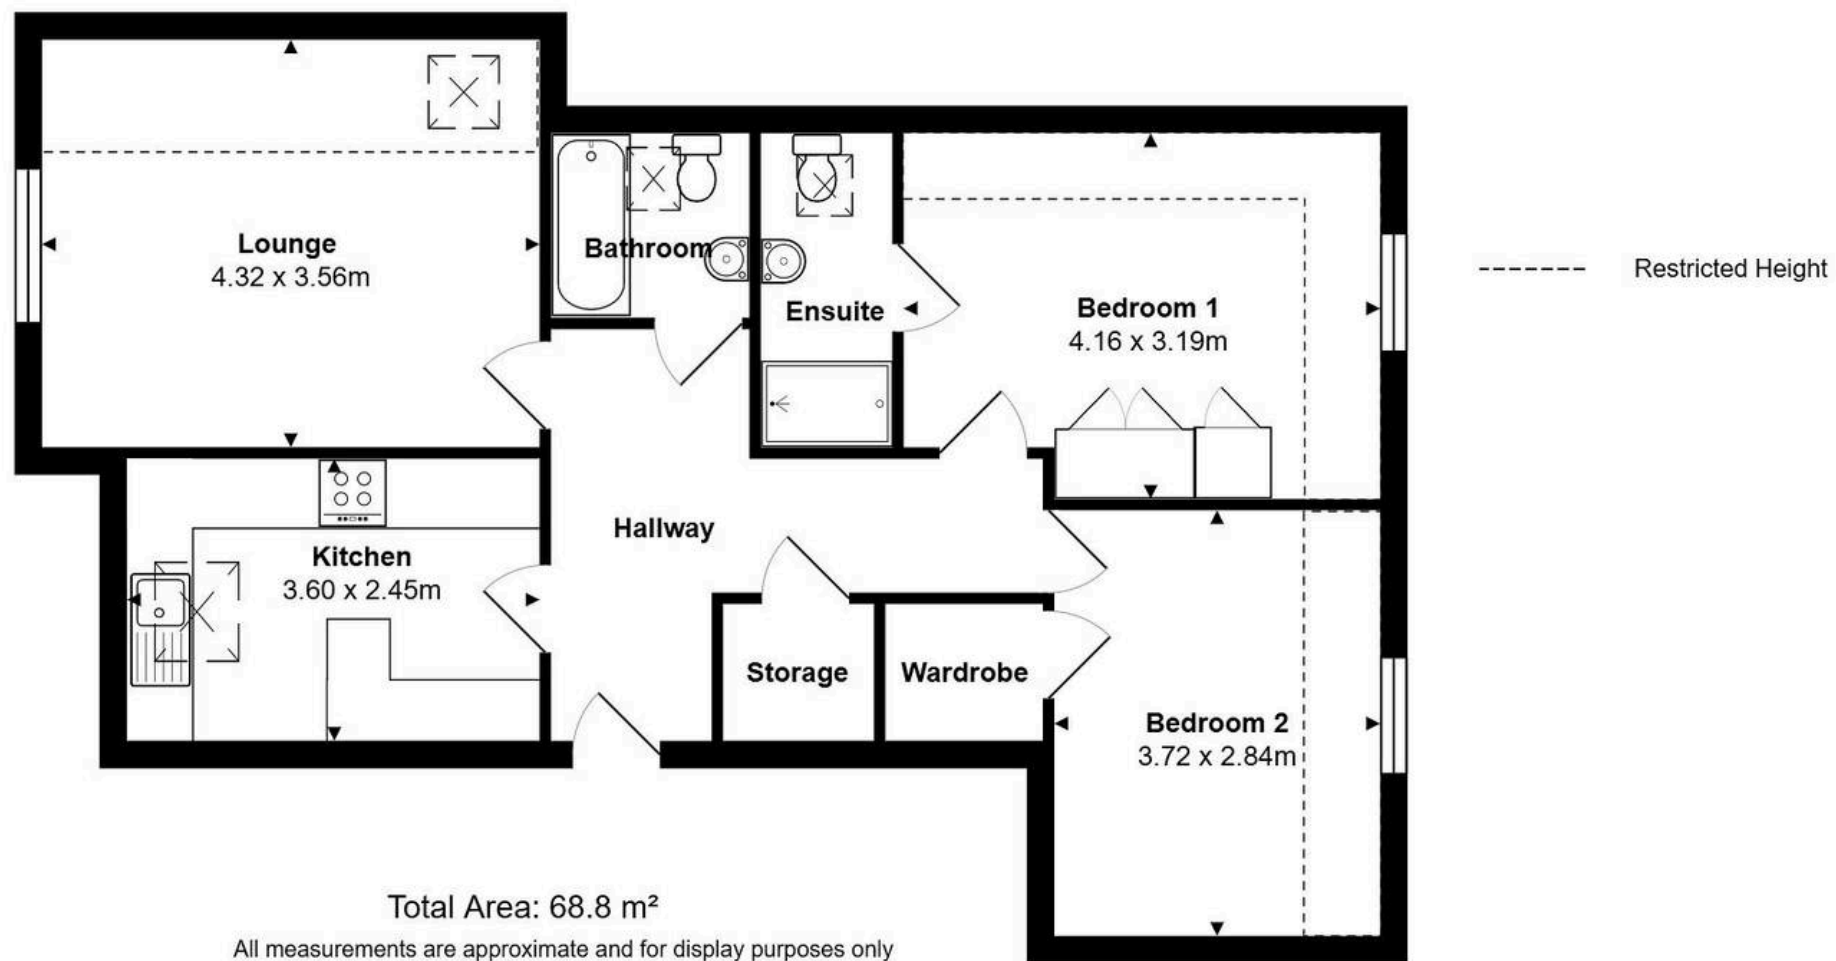 Lounge
4.32 x 3.56m
Bathroom
Ensuite
Bedroom 1
4.16 x 3.19m
Restricted Height
Kitchen
3.60 x 2.45m
Hallway
Storage
Wardrobe
Bedroom 2
3.72 x 2.84m
Total Area: 68.8 m²
All measurements are approximate and for display purposes only